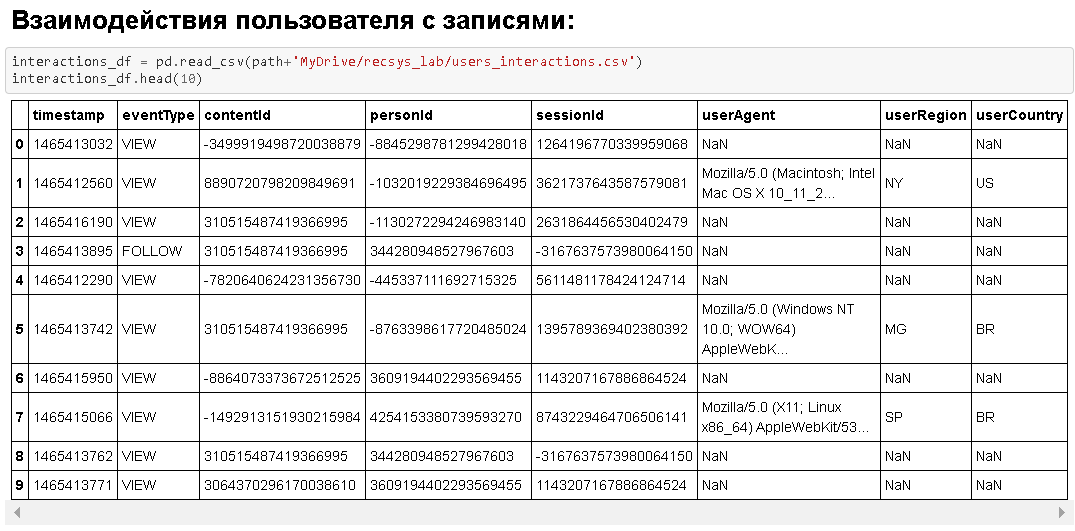 Взаимодействия пользователя с записями:
interactions_df = pd.read_csv(path+'MyDrive/recsys_lab/users_interactions.csv')
interactions_df.head(10)
timestamp eventType contentId personId sessionId userAgent userRegion userCountry
0 1465413032 VIEW -3499919498720038879 -8845298781299428018 1264196770339959068 NaN NaN NaN
1 1465412560 VIEW 8890720798209849691 -1032019229384696495 3621737643587579081 Mozilla/5.0 (Macintosh; Intel NY US
Mac OS X 10_11_2...
2 1465416190 VIEW 310515487419366995 -1130272294246983140 2631864456530402479 NaN NaN NaN
3 1465413895 FOLLOW 310515487419366995 344280948527967603 -3167637573980064150 NaN NaN NaN
4 1465412290 VIEW -7820640624231356730 -445337111692715325 5611481178424124714 NaN NaN NaN
5 1465413742 VIEW 310515487419366995 -8763398617720485024 1395789369402380392 Mozilla/5.0 (Windows NT MG BR
10.0; WOW64)
AppleWebK...
6 1465415950 VIEW -8864073373672512525 3609194402293569455 1143207167886864524 NaN NaN NaN
7 1465415066 VIEW -1492913151930215984 4254153380739593270 8743229464706506141 Mozilla/5.0 (X11; Linux SP BR
x86_64) AppleWebKit/53...
8 1465413762 VIEW 310515487419366995 344280948527967603 -3167637573980064150 NaN NaN NaN
9 1465413771 VIEW 3064370296170038610 3609194402293569455 1143207167886864524 NaN NaN NaN